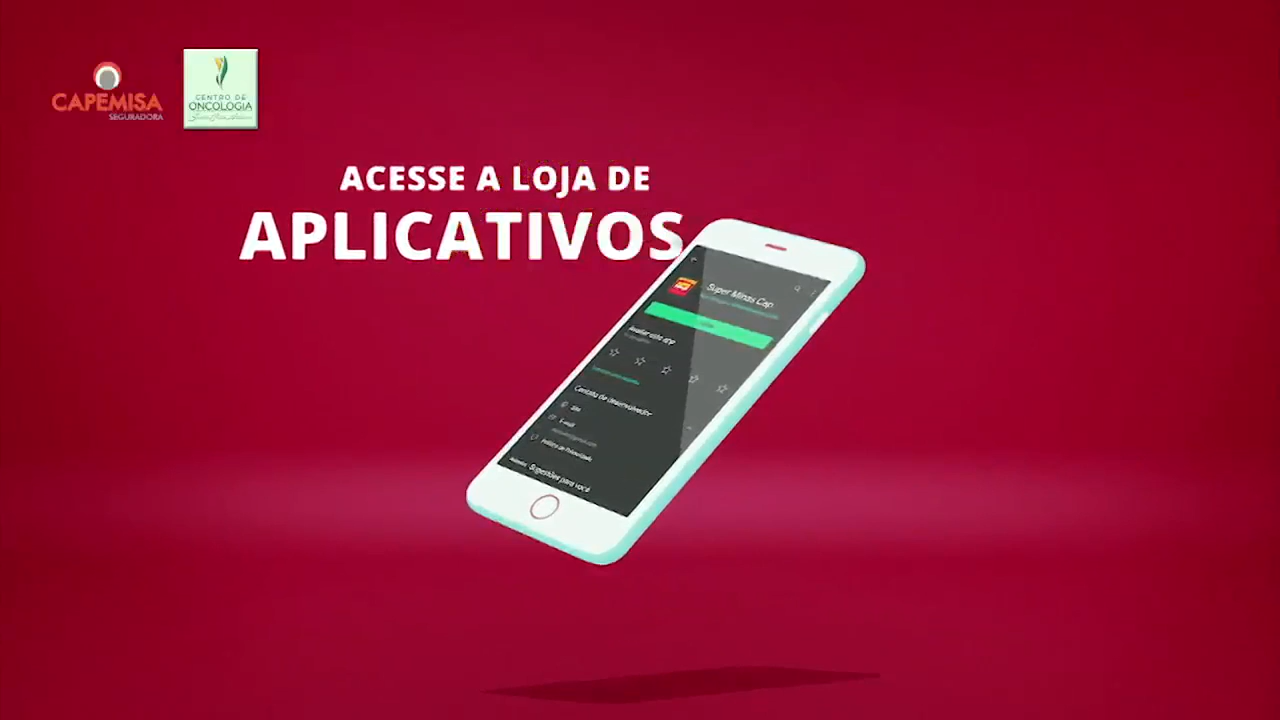 CAPEMISA
SEGURADORA
CENTRO DE
ONCOLOGIA
ACESSE A LOJA DE
APLICATIVOS
Super Minas Cap
Avaliar este app
Contato do desenvolvedor
Site
E-mail
Política de Privacidade
Sugestões para você